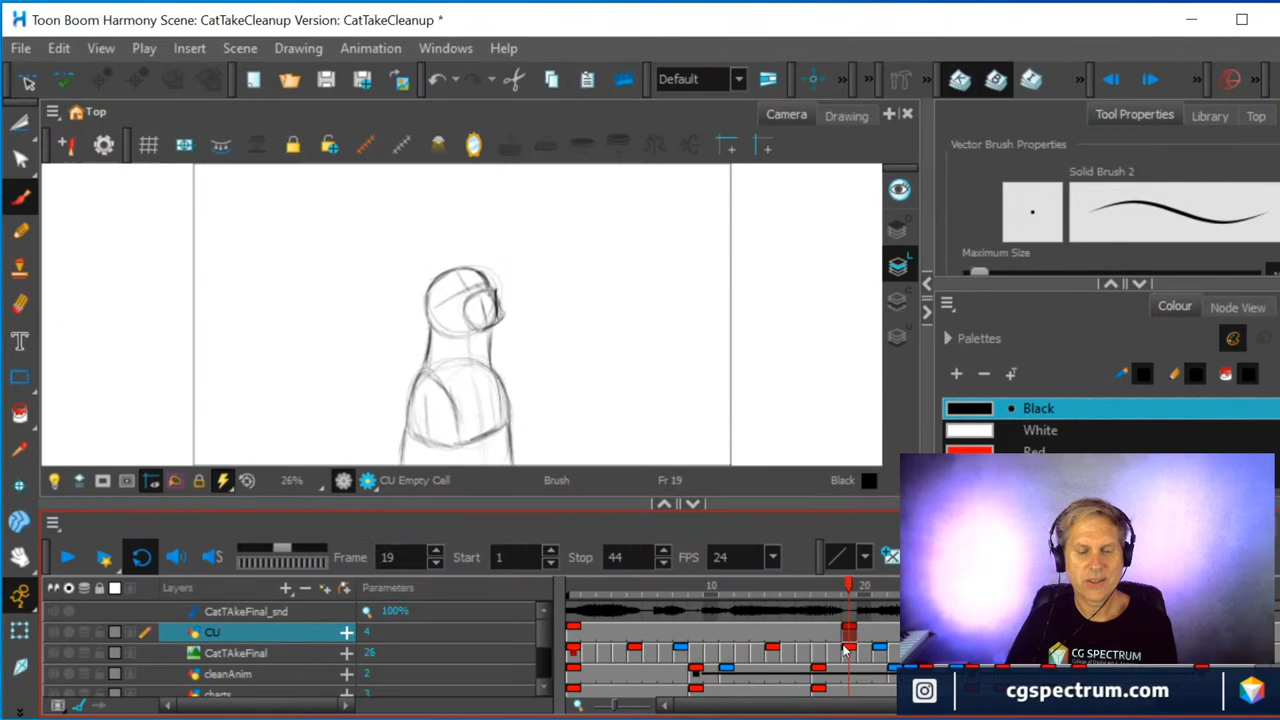 Toon Boom Harmony Scene: CatTakeCleanup Version: CatTakeCleanup *
File Edit View Play Insert Scene Drawing Animation Windows Help
Default
Top
Camera Drawing
Tool Properties Library Top
Vector Brush Properties
Solid Brush 2
Maximum Size
Colour Node View
Palettes
Black
White
Red
26% CU Empty Cell Brush Fr 19 Black
Frame 19 Start 1 Stop 44 FPS 24
Layers Parameters 10 20
CatTAkeFinal_snd 100%
CU 4
CatTAkeFinal 26
cleanAnim 2
charts 3
CG SPECTRUM
cgspectrum.com